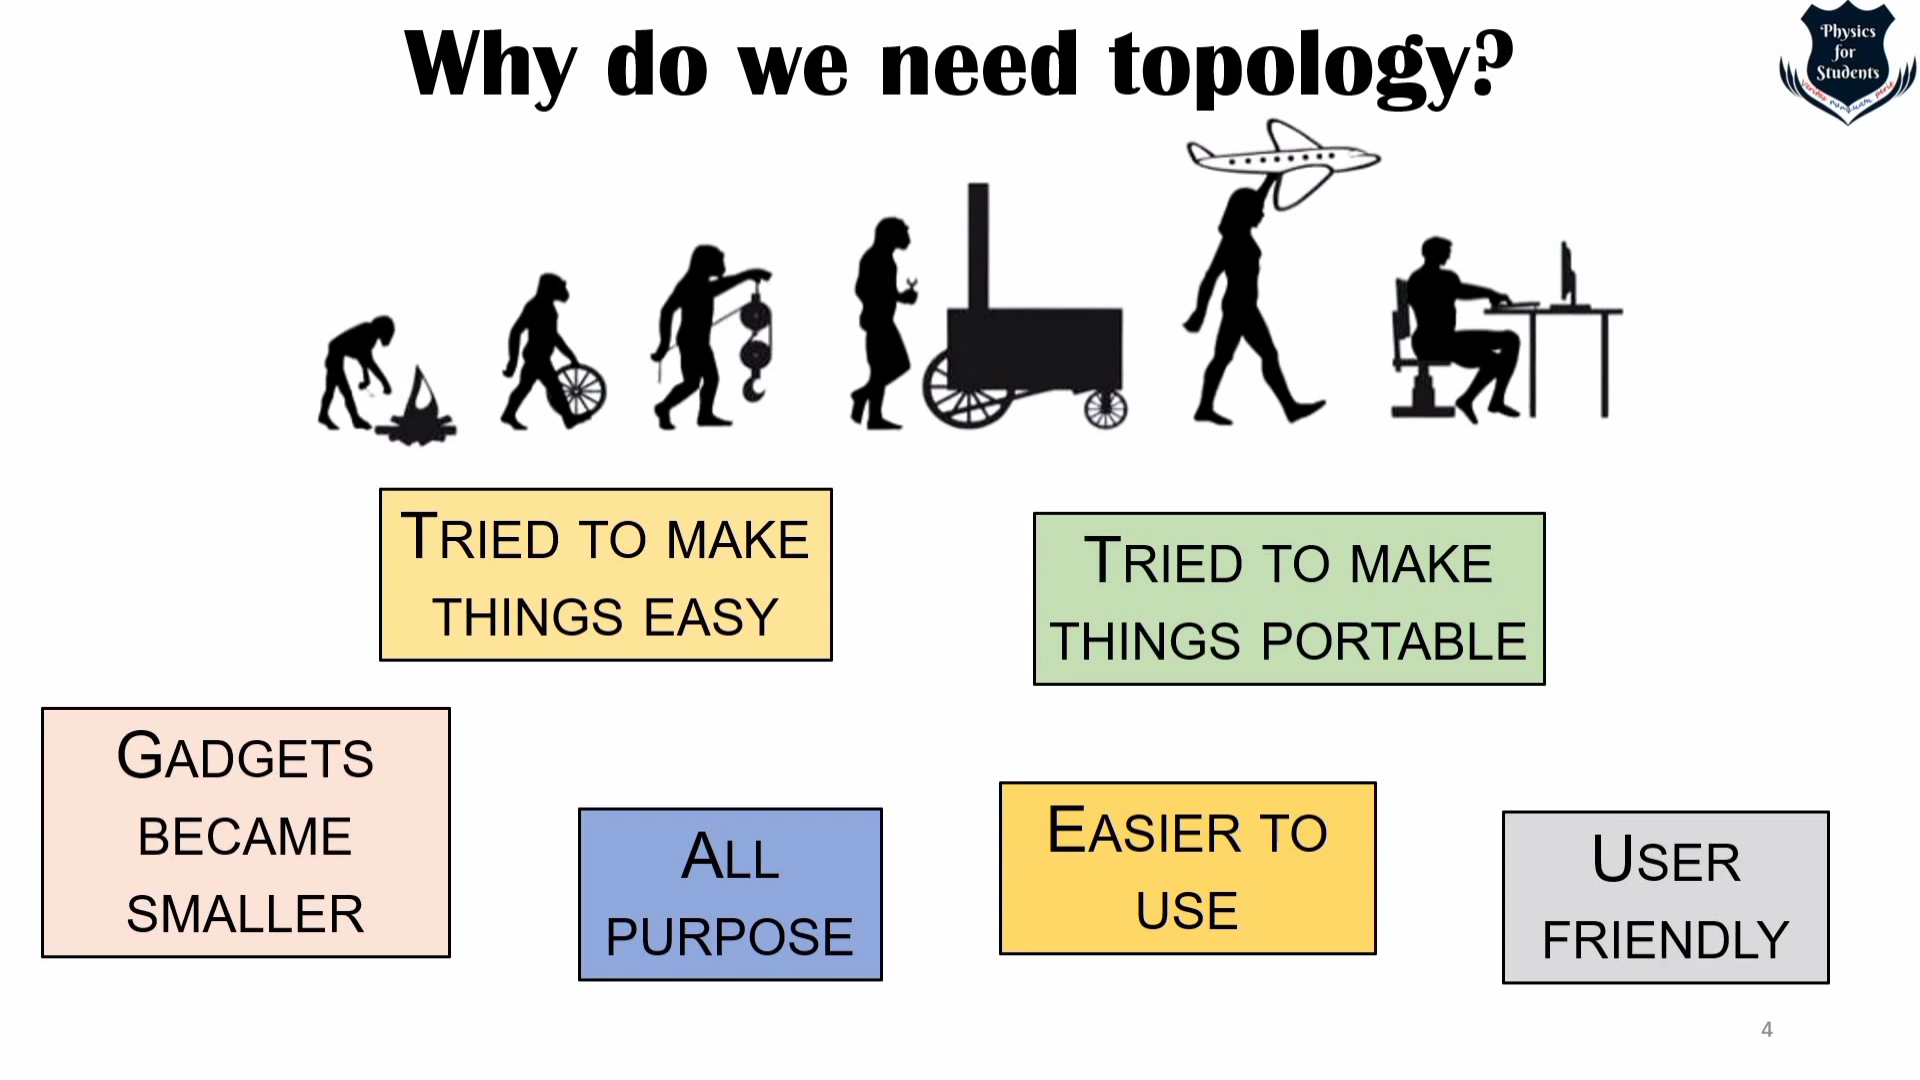 Why do we need topology?
Physics
for
Students
TRIED TO MAKE
THINGS EASY
TRIED TO MAKE
THINGS PORTABLE
GADGETS
BECAME
SMALLER
ALL
PURPOSE
EASIER TO
USE
USER
FRIENDLY
4